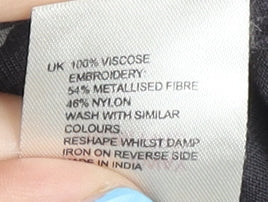 UK 100% VISCOSE
EMBROIDERY:
54% METALLISED FIBRE
46% NYLON
WASH WITH SIMILAR
COLOURS
RESHAPE WHILST DAMP
IRON ON REVERSE SIDE
MADE IN INDIA